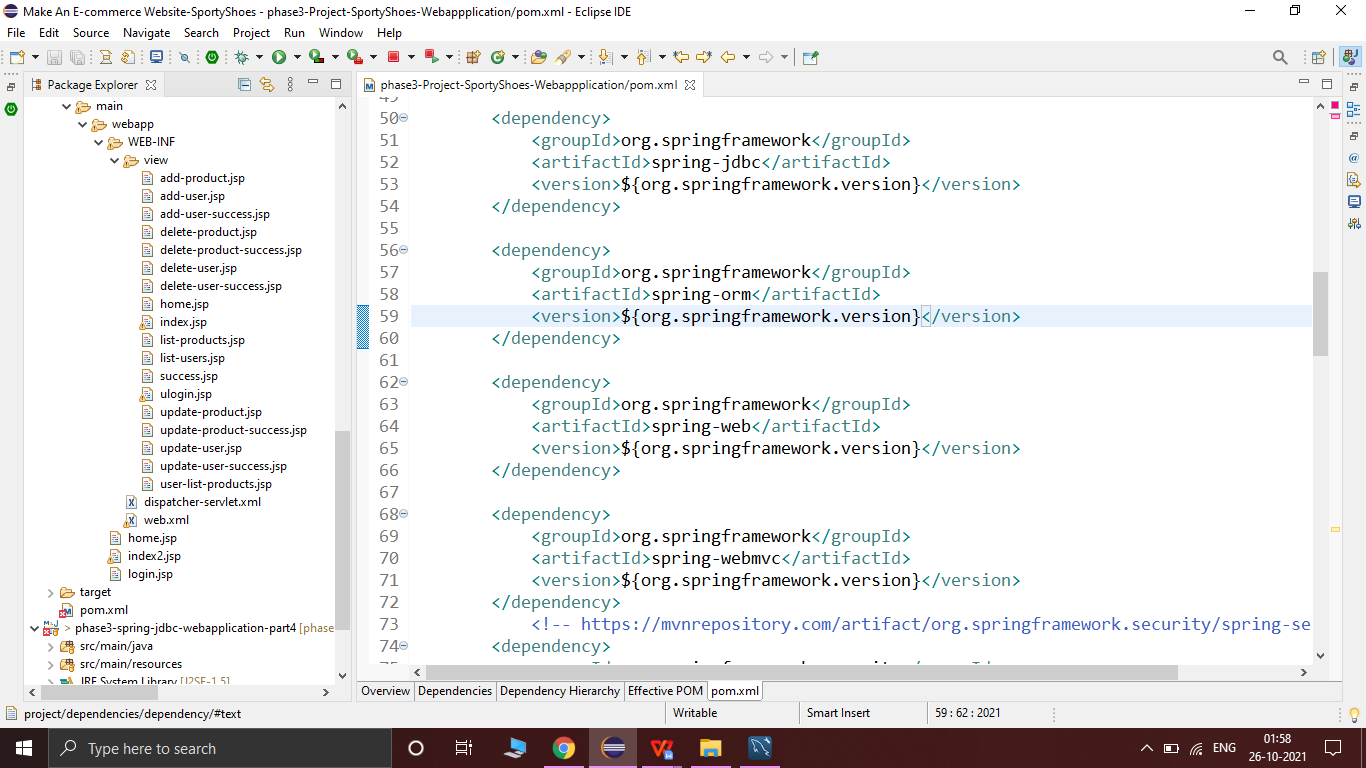 Make An E-commerce Website-SportyShoes - phase3-Project-SportyShoes-Webappplication/pom.xml - Eclipse IDE
File Edit Source Navigate Search Project Run Window Help
Package Explorer
phase3-Project-SportyShoes-Webappplication/pom.xml
main
webapp
WEB-INF
view
add-product.jsp
add-user.jsp
add-user-success.jsp
delete-product.jsp
delete-product-success.jsp
delete-user.jsp
delete-user-success.jsp
home.jsp
index.jsp
list-products.jsp
list-users.jsp
success.jsp
ulogin.jsp
update-product.jsp
update-product-success.jsp
update-user.jsp
update-user-success.jsp
user-list-products.jsp
dispatcher-servlet.xml
web.xml
home.jsp
index2.jsp
login.jsp
target
pom.xml
> phase3-spring-jdbc-webapplication-part4 [phase
src/main/java
src/main/resources
JRE System Library [J2SE-1.5]
49
50 <dependency>
51 <groupId>org.springframework</groupId>
52 <artifactId>spring-jdbc</artifactId>
53 <version>${org.springframework.version}</version>
54 </dependency>
55
56 <dependency>
57 <groupId>org.springframework</groupId>
58 <artifactId>spring-orm</artifactId>
59 <version>${org.springframework.version}</version>
60 </dependency>
61
62 <dependency>
63 <groupId>org.springframework</groupId>
64 <artifactId>spring-web</artifactId>
65 <version>${org.springframework.version}</version>
66 </dependency>
67
68 <dependency>
69 <groupId>org.springframework</groupId>
70 <artifactId>spring-webmvc</artifactId>
71 <version>${org.springframework.version}</version>
72 </dependency>
73 <!-- https://mvnrepository.com/artifact/org.springframework.security/spring-se
74 <dependency>
75
Overview Dependencies Dependency Hierarchy Effective POM pom.xml
project/dependencies/dependency/#text
Writable
Smart Insert
59 : 62 : 2021
Type here to search
ENG
01:58
26-10-2021